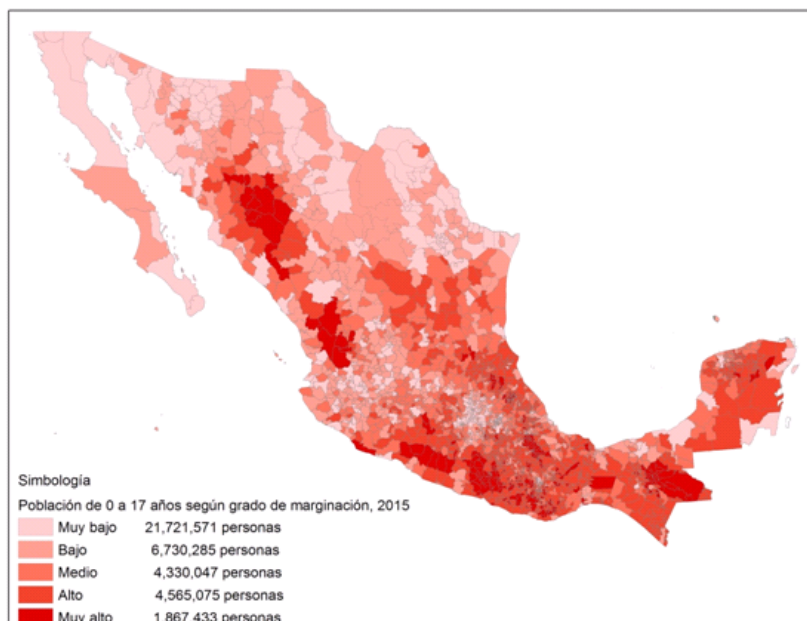 Simbología
Población de 0 a 17 años según grado de marginación, 2015
Muy bajo 21,721,571 personas
Bajo 6,730,285 personas
Medio 4,330,047 personas
Alto 4,565,075 personas
Muy alto 1,867,433 personas